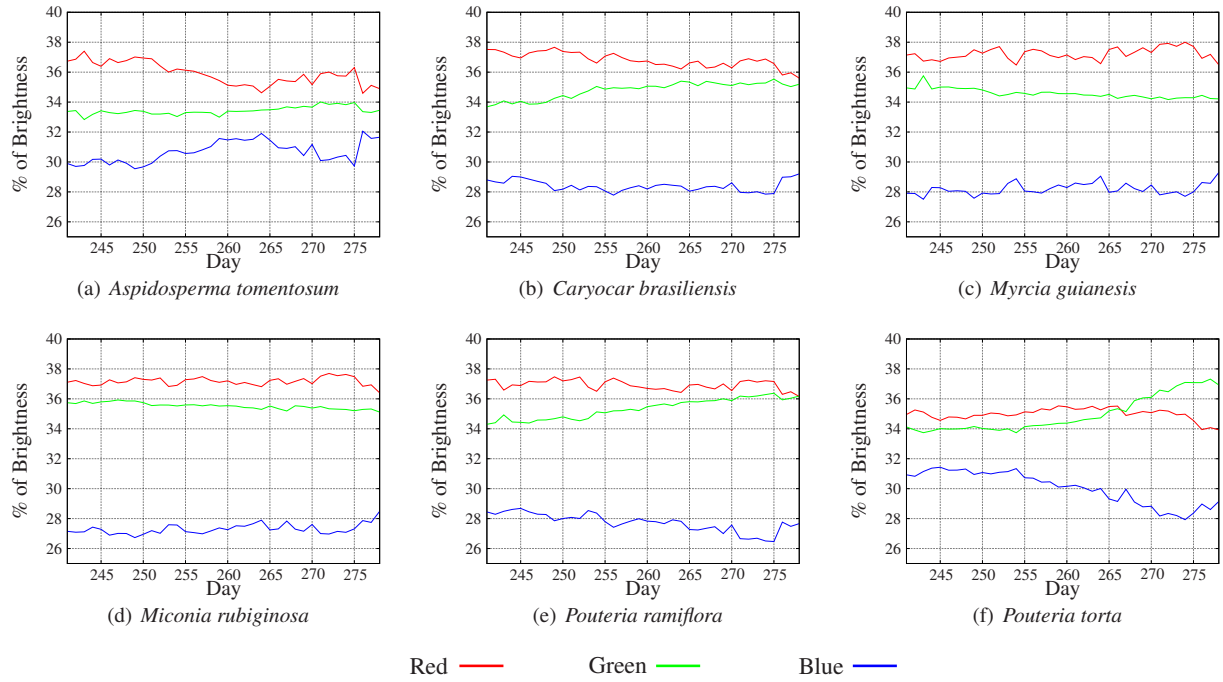 40
38
36
34
32
30
28
26
% of Brightness
245 250 255 260 265 270 275
Day
(a) Aspidosperma tomentosum
40
38
36
34
32
30
28
26
% of Brightness
245 250 255 260 265 270 275
Day
(b) Caryocar brasiliensis
40
38
36
34
32
30
28
26
% of Brightness
245 250 255 260 265 270 275
Day
(c) Myrcia guianesis
40
38
36
34
32
30
28
26
% of Brightness
245 250 255 260 265 270 275
Day
(d) Miconia rubiginosa
40
38
36
34
32
30
28
26
% of Brightness
245 250 255 260 265 270 275
Day
(e) Pouteria ramiflora
40
38
36
34
32
30
28
26
% of Brightness
245 250 255 260 265 270 275
Day
(f) Pouteria torta
Red Green Blue